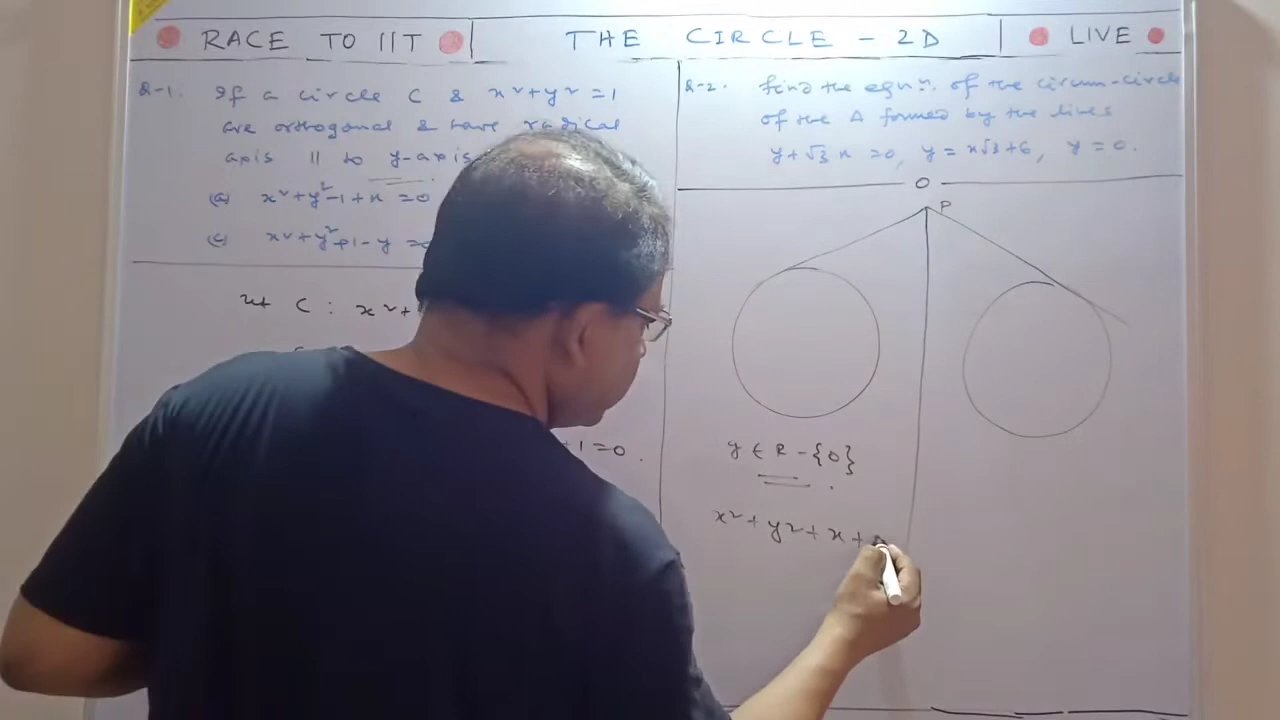 RACE TO IIT
THE CIRCLE - 2D
LIVE
Q-1. If a circle C & x²+y²=1
are orthogonal & have radical
axis || to y-axis
(a) x²+y²-1+x=0
(c) x²+y²+1-y=0
C : x²+
+1=0.
Q-2. find the eqn. of the circum-circle
of the Δ formed by the lines
y+√3 x =0, y=x√3+6, y=0.
O
P
y ∈ R -{0}
x²+y²+x+